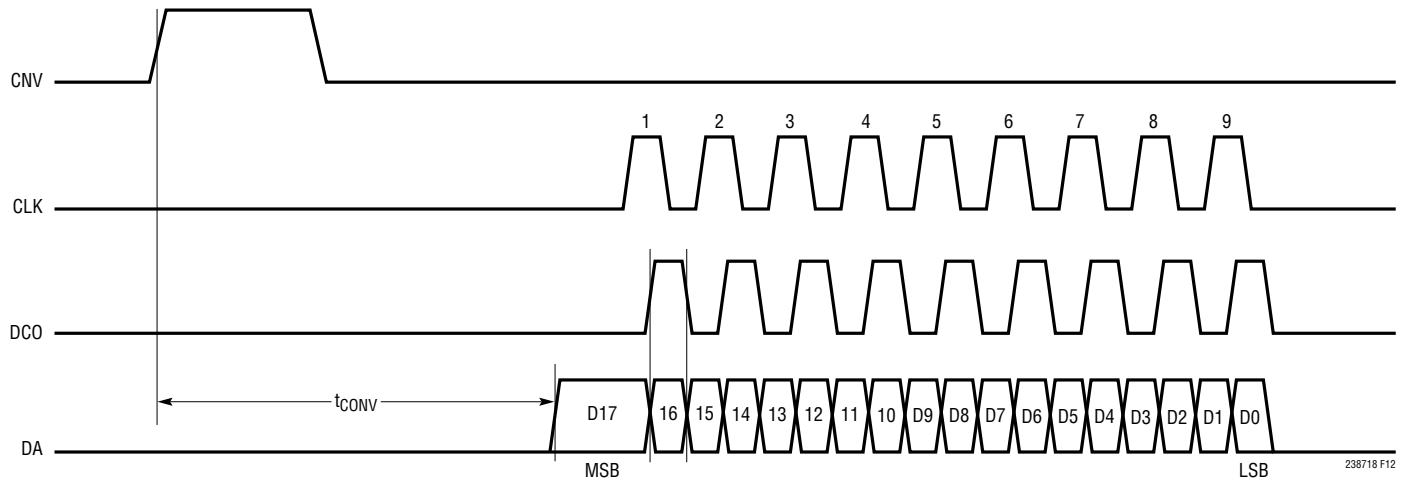 CNV
1 2 3 4 5 6 7 8 9
CLK
DCO
tCONV
D17 16 15 14 13 12 11 10 D9 D8 D7 D6 D5 D4 D3 D2 D1 D0
DA
MSB LSB
238718 F12